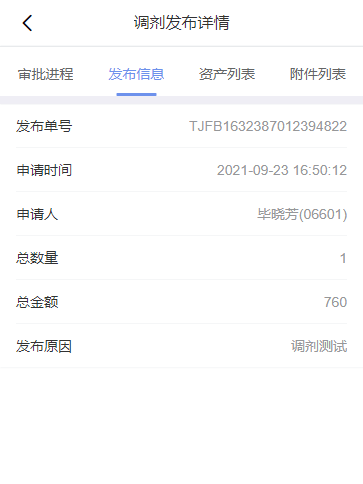 调剂发布详情
审批进程 发布信息 资产列表 附件列表
发布单号 TJFB1632387012394822
申请时间 2021-09-23 16:50:12
申请人 毕晓芳(06601)
总数量 1
总金额 760
发布原因 调剂测试